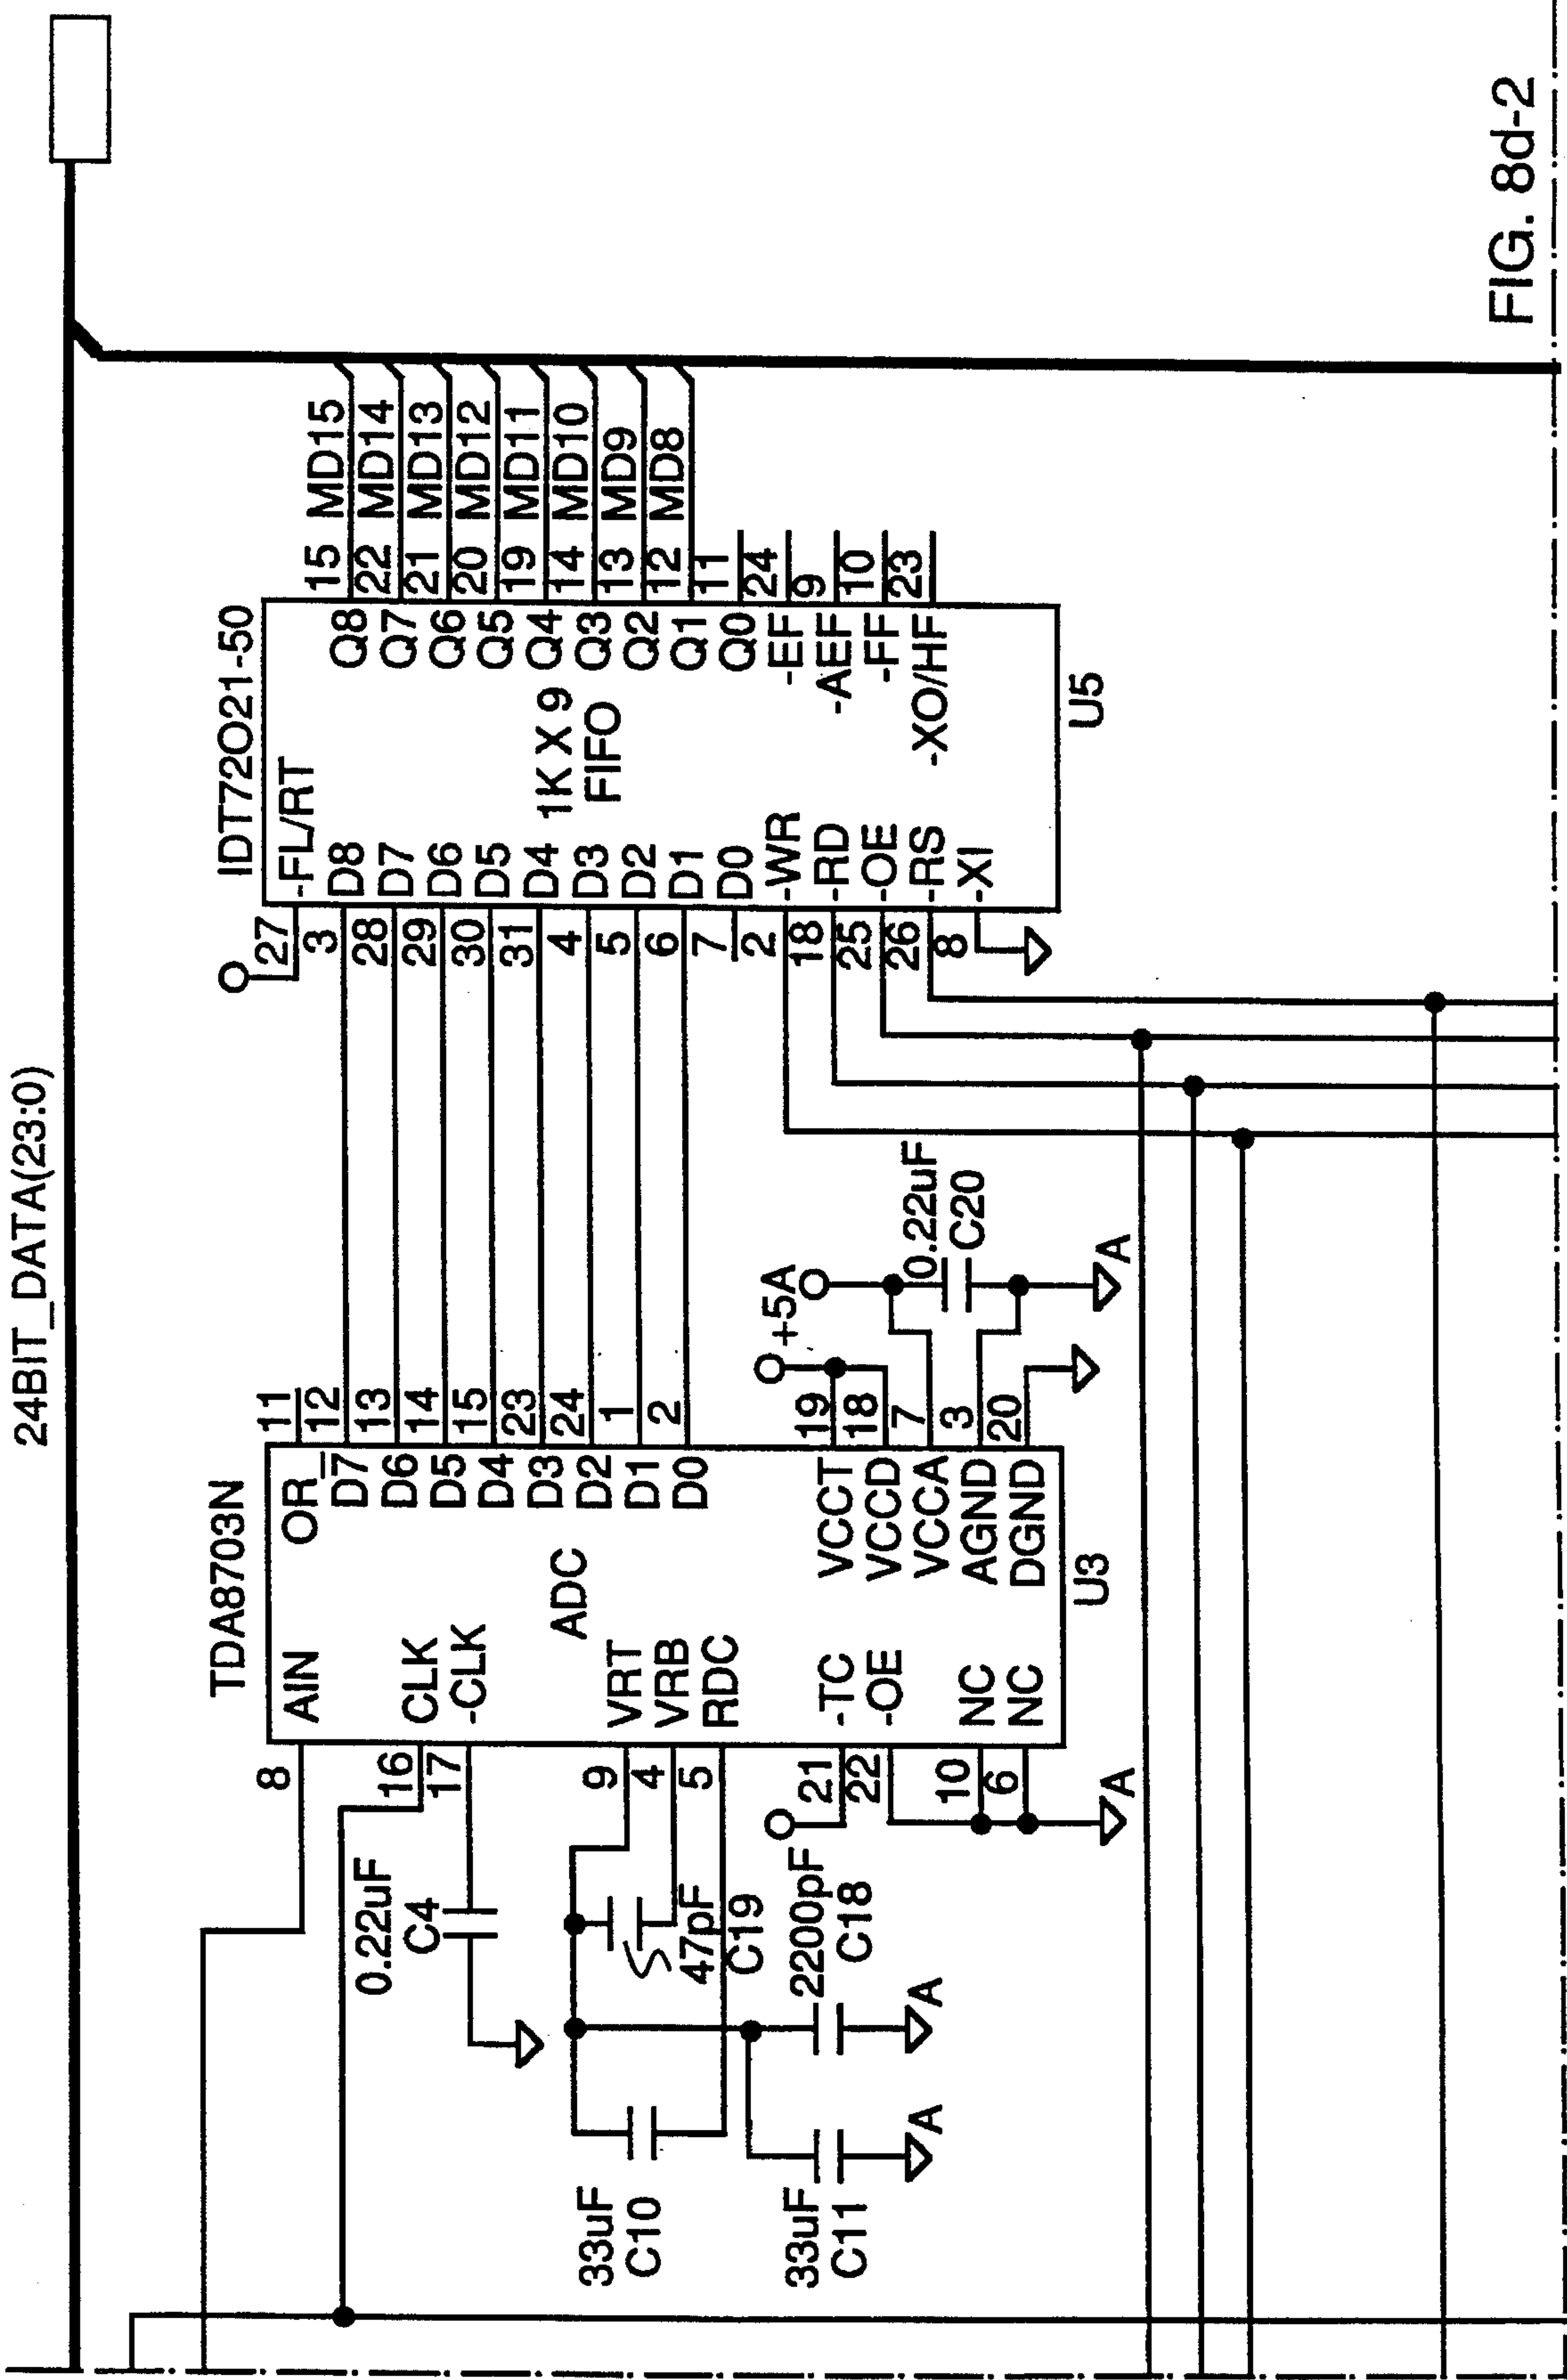 24BIT_DATA(23:0)
TDA8703N
AIN
CLK
-CLK
ADC
VRT
VRB
RDC
-TC
-OE
NC
NC
OR_
D7
D6
D5
D4
D3
D2
D1
D0
VCCT
VCCD
VCCA
AGND
DGND
U3
8
16
17
9
4
5
21
22
10
6
11
12
13
14
15
23
24
1
2
19
18
7
3
20
0.22uF
C4
47pF
C19
2200pF
C18
33uF
C10
33uF
C11
A
A
A
+5A
0.22uF
C20
A
IDT72O21-50
-FL/RT
D8
D7
D6
D5
D4
D3
D2
D1
D0
-WR
-RD
-OE
-RS
-XI
1K X 9
FIFO
Q8
Q7
Q6
Q5
Q4
Q3
Q2
Q1
Q0
-EF
-AEF
-FF
-XO/HF
U5
27
3
28
29
30
31
4
5
6
7
2
18
25
26
8
15 MD15
22 MD14
21 MD13
20 MD12
19 MD11
14 MD10
13 MD9
12 MD8
11
24
9
10
23
FIG. 8d-2